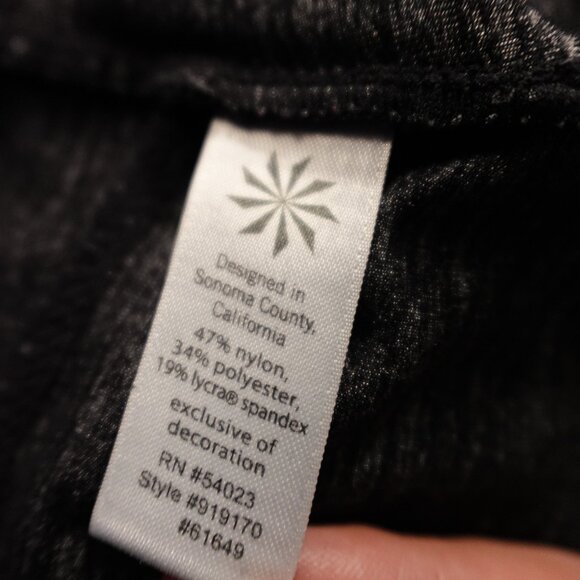 Designed in
Sonoma County,
California
47% nylon,
34% polyester,
19% lycra® spandex
exclusive of
decoration
RN #54023
Style #919170
#61649